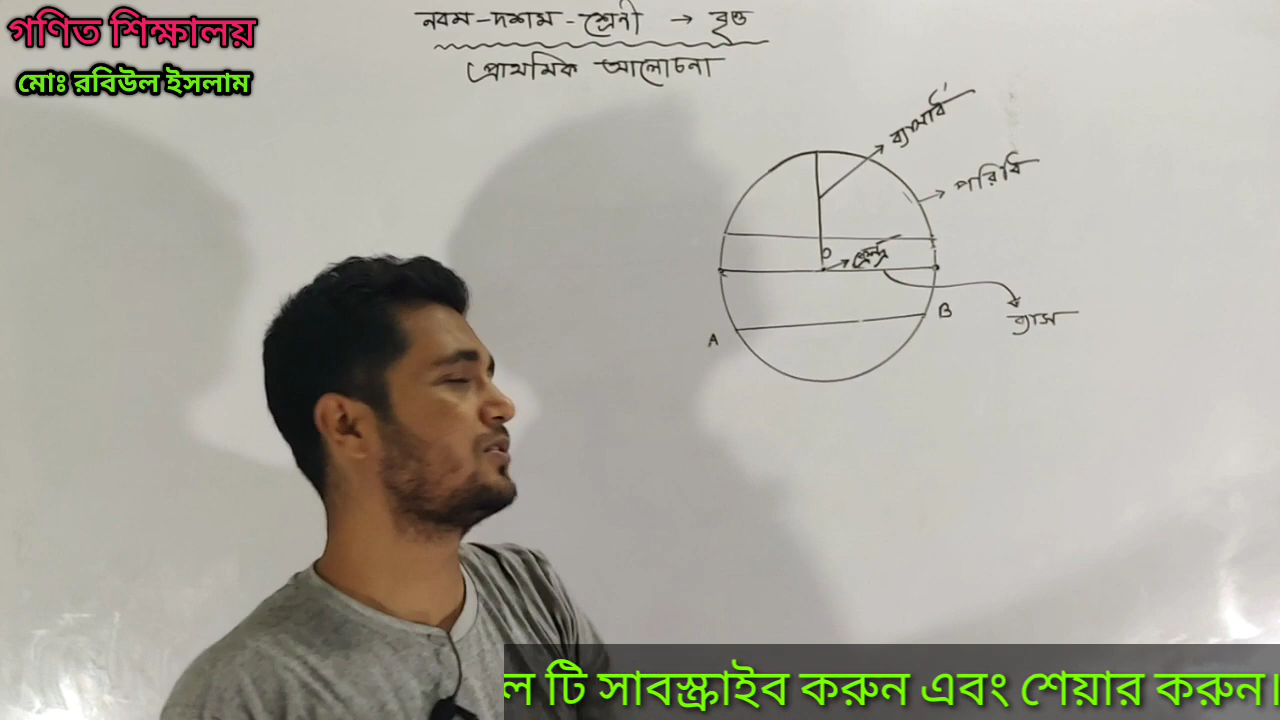 গণিত শিক্ষালয়
মোঃ রবিউল ইসলাম
নবম-দশম-শ্রেনী → বৃত্ত
প্রাথমিক আলোচনা
ব্যাসার্ধ
পরিধি
O
কেন্দ্র
B
ব্যাস
A
ল টি সাবস্ক্রাইব করুন এবং শেয়ার করুন।